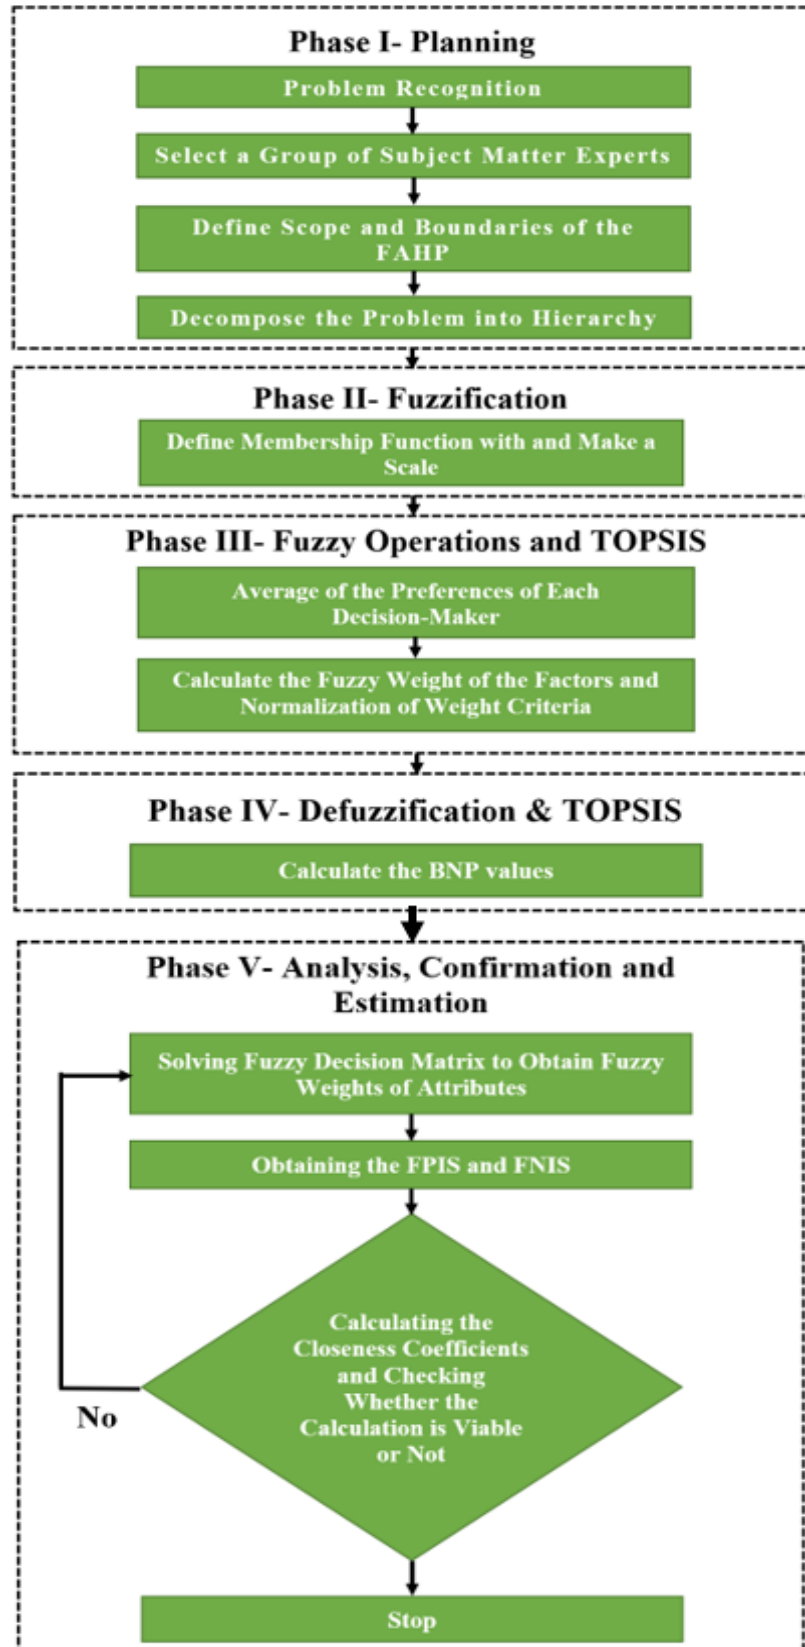 Phase I- Planning
Problem Recognition
Select a Group of Subject Matter Experts
Define Scope and Boundaries of the
FAHP
Decompose the Problem into Hierarchy
Phase II- Fuzzification
Define Membership Function with and Make a
Scale
Phase III- Fuzzy Operations and TOPSIS
Average of the Preferences of Each
Decision-Maker
Calculate the Fuzzy Weight of the Factors and
Normalization of Weight Criteria
Phase IV- Defuzzification & TOPSIS
Calculate the BNP values
Phase V- Analysis, Confirmation and
Estimation
Solving Fuzzy Decision Matrix to Obtain Fuzzy
Weights of Attributes
Obtaining the FPIS and FNIS
Calculating the
Closeness Coefficients
and Checking
Whether the
Calculation is Viable
or Not
No
Stop